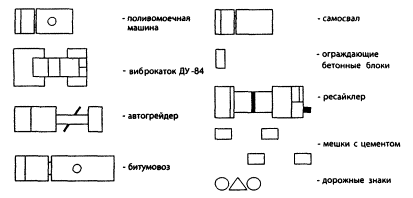 - поливомоечная
машина
- виброкаток ДУ-84
- автогрейдер
- битумовоз
- самосвал
- ограждающие
бетонные блоки
- ресайклер
- мешки с цементом
- дорожные знаки